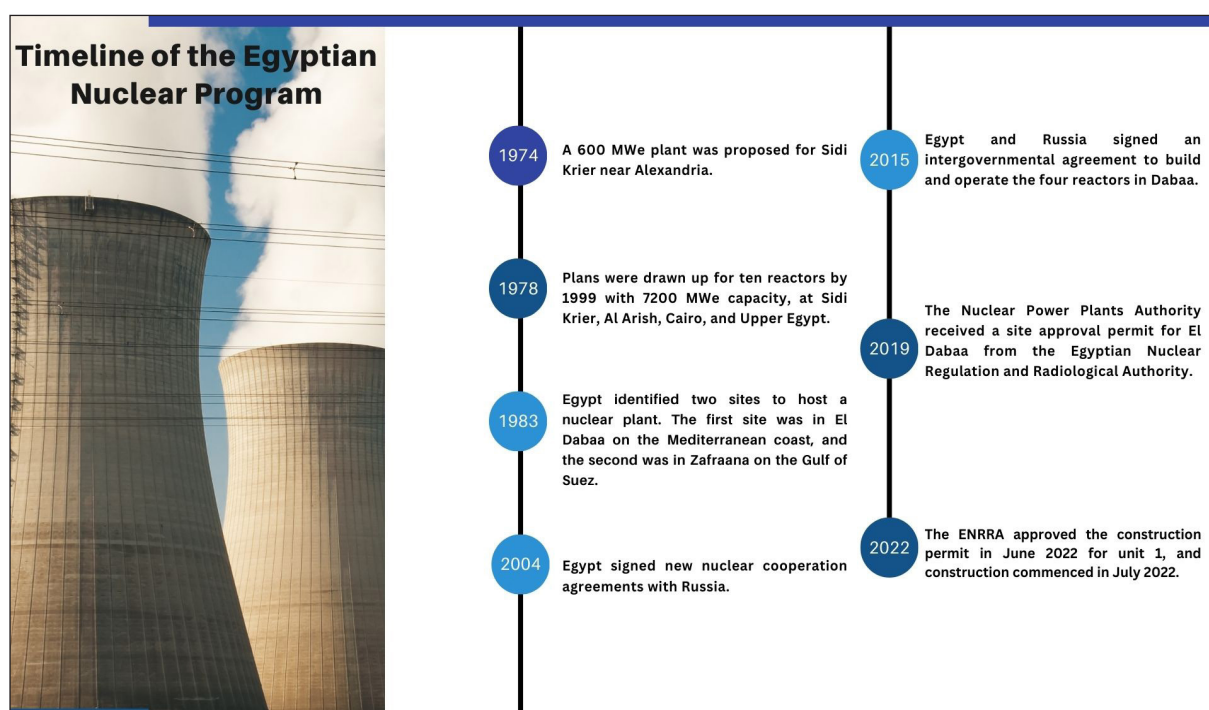 Timeline of the Egyptian
Nuclear Program
1974
A 600 MWe plant was proposed for Sidi
Krier near Alexandria.
1978
Plans were drawn up for ten reactors by
1999 with 7200 MWe capacity, at Sidi
Krier, Al Arish, Cairo, and Upper Egypt.
1983
Egypt identified two sites to host a
nuclear plant. The first site was in El
Dabaa on the Mediterranean coast, and
the second was in Zafraana on the Gulf of
Suez.
2004
Egypt signed new nuclear cooperation
agreements with Russia.
2015
Egypt and Russia signed an
intergovernmental agreement to build
and operate the four reactors in Dabaa.
2019
The Nuclear Power Plants Authority
received a site approval permit for El
Dabaa from the Egyptian Nuclear
Regulation and Radiological Authority.
2022
The ENRRA approved the construction
permit in June 2022 for unit 1, and
construction commenced in July 2022.